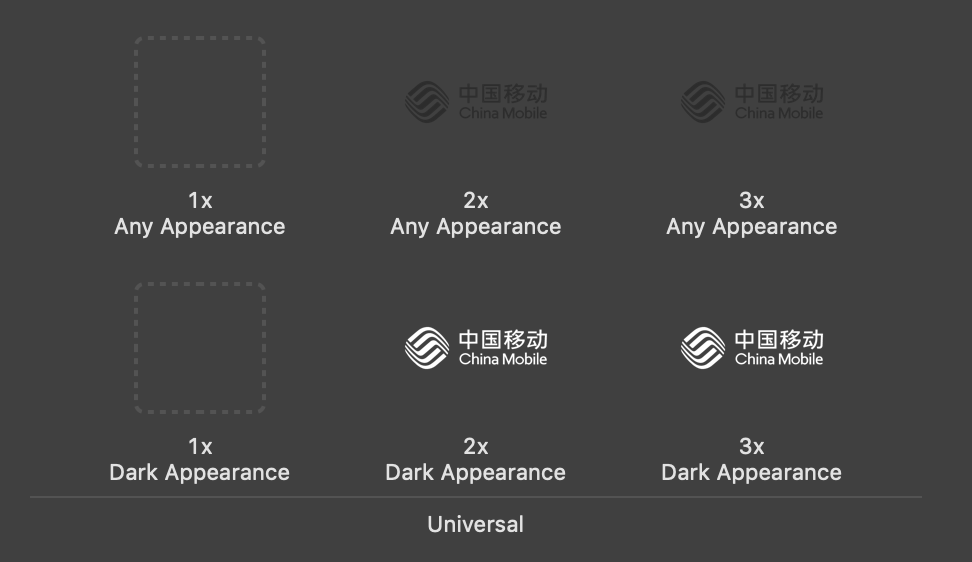 中国移动
China Mobile
中国移动
China Mobile
1x
Any Appearance
2x
Any Appearance
3x
Any Appearance
中国移动
China Mobile
中国移动
China Mobile
1x
Dark Appearance
2x
Dark Appearance
3x
Dark Appearance
Universal